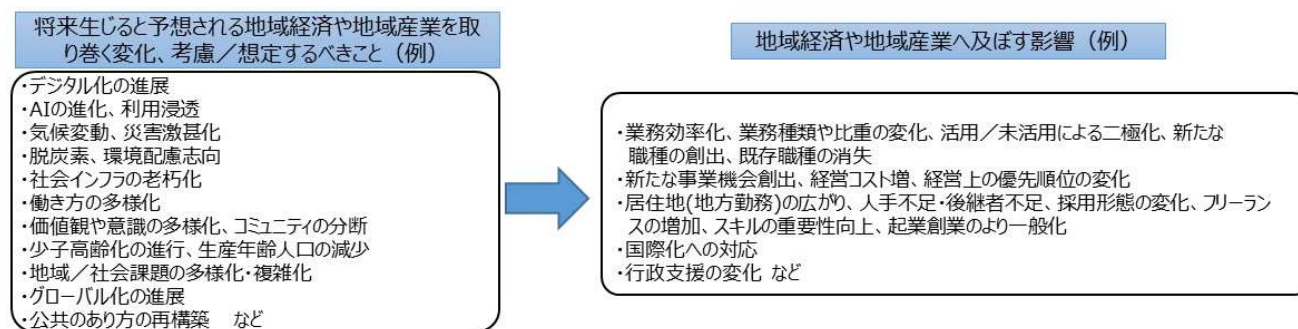 将来生じると予想される地域経済や地域産業を取
り巻く変化、考慮／想定するべきこと（例）
・デジタル化の進展
・AIの進化、利用浸透
・気候変動、災害激甚化
・脱炭素、環境配慮志向
・社会インフラの老朽化
・働き方の多様化
・価値観や意識の多様化、コミュニティの分断
・少子高齢化の進行、生産年齢人口の減少
・地域／社会課題の多様化・複雑化
・グローバル化の進展
・公共のあり方の再構築　など
地域経済や地域産業へ及ぼす影響（例）
・業務効率化、業務種類や比重の変化、活用／未活用による二極化、新たな
職種の創出、既存職種の消失
・新たな事業機会創出、経営コスト増、経営上の優先順位の変化
・居住地(地方勤務)の広がり、人手不足・後継者不足、採用形態の変化、フリーラン
スの増加、スキルの重要性向上、起業創業のより一般化
・国際化への対応
・行政支援の変化 など